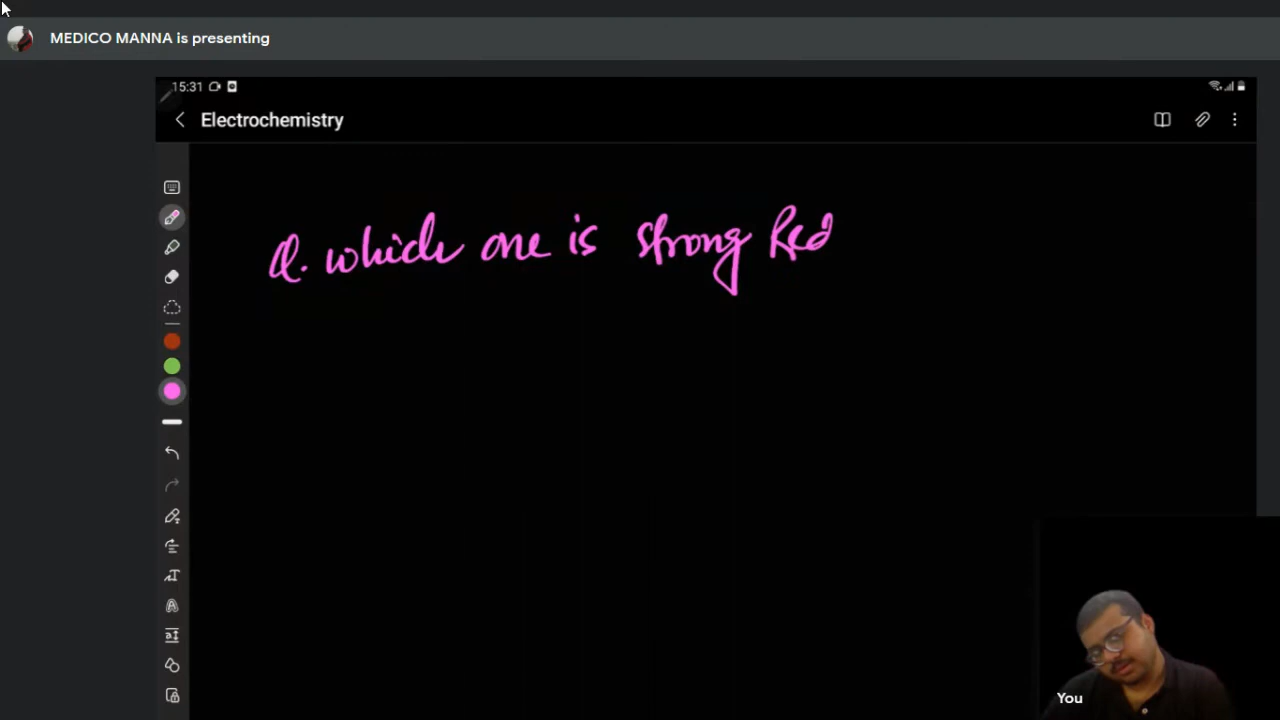 MEDICO MANNA is presenting
15:31
Electrochemistry
Q. which one is strong Red
You